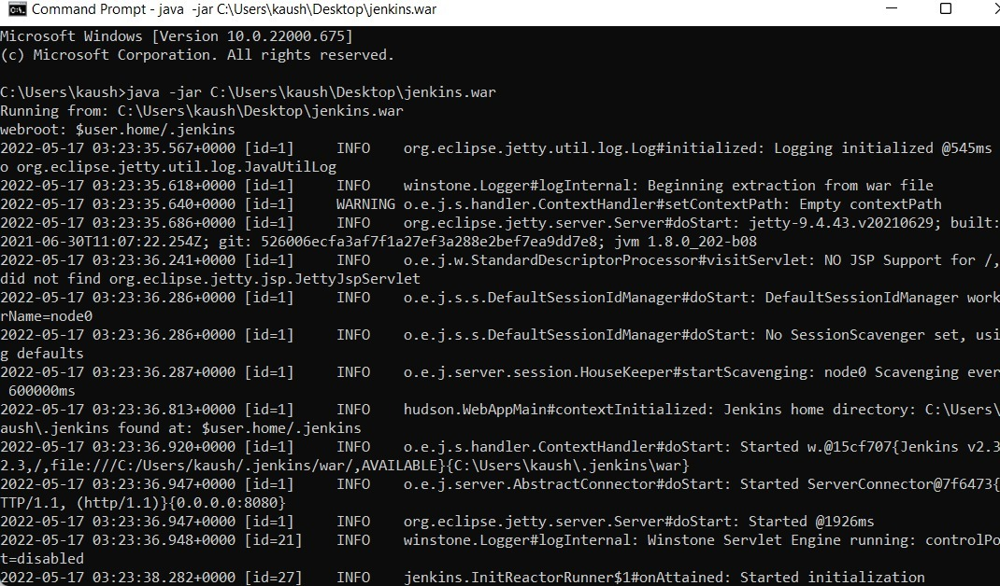 Command Prompt - java  -jar C:\Users\kaush\Desktop\jenkins.war
Microsoft Windows [Version 10.0.22000.675]
(c) Microsoft Corporation. All rights reserved.
C:\Users\kaush>java -jar C:\Users\kaush\Desktop\jenkins.war
Running from: C:\Users\kaush\Desktop\jenkins.war
webroot: $user.home/.jenkins
2022-05-17 03:23:35.567+0000 [id=1]     INFO    org.eclipse.jetty.util.log.Log#initialized: Logging initialized @545ms
o org.eclipse.jetty.util.log.JavaUtilLog
2022-05-17 03:23:35.618+0000 [id=1]     INFO    winstone.Logger#logInternal: Beginning extraction from war file
2022-05-17 03:23:35.640+0000 [id=1]     WARNING o.e.j.s.handler.ContextHandler#setContextPath: Empty contextPath
2022-05-17 03:23:35.686+0000 [id=1]     INFO    org.eclipse.jetty.server.Server#doStart: jetty-9.4.43.v20210629; built:
2021-06-30T11:07:22.254Z; git: 526006ecfa3af7f1a27ef3a288e2bef7ea9dd7e8; jvm 1.8.0_202-b08
2022-05-17 03:23:36.241+0000 [id=1]     INFO    o.e.j.w.StandardDescriptorProcessor#visitServlet: NO JSP Support for /,
did not find org.eclipse.jetty.jsp.JettyJspServlet
2022-05-17 03:23:36.286+0000 [id=1]     INFO    o.e.j.s.s.DefaultSessionIdManager#doStart: DefaultSessionIdManager work
rName=node0
2022-05-17 03:23:36.286+0000 [id=1]     INFO    o.e.j.s.s.DefaultSessionIdManager#doStart: No SessionScavenger set, usi
g defaults
2022-05-17 03:23:36.287+0000 [id=1]     INFO    o.e.j.server.session.HouseKeeper#startScavenging: node0 Scavenging ever
600000ms
2022-05-17 03:23:36.813+0000 [id=1]     INFO    hudson.WebAppMain#contextInitialized: Jenkins home directory: C:\Users\
aush\.jenkins found at: $user.home/.jenkins
2022-05-17 03:23:36.920+0000 [id=1]     INFO    o.e.j.s.handler.ContextHandler#doStart: Started w.@15cf707{Jenkins v2.3
2.3,/,file:///C:/Users/kaush/.jenkins/war/,AVAILABLE}{C:\Users\kaush\.jenkins\war}
2022-05-17 03:23:36.947+0000 [id=1]     INFO    o.e.j.server.AbstractConnector#doStart: Started ServerConnector@7f6473{
TTP/1.1, (http/1.1)}{0.0.0.0:8080}
2022-05-17 03:23:36.947+0000 [id=1]     INFO    org.eclipse.jetty.server.Server#doStart: Started @1926ms
2022-05-17 03:23:36.948+0000 [id=21]    INFO    winstone.Logger#logInternal: Winstone Servlet Engine running: controlPo
t=disabled
2022-05-17 03:23:38.282+0000 [id=27]    INFO    jenkins.InitReactorRunner$1#onAttained: Started initialization